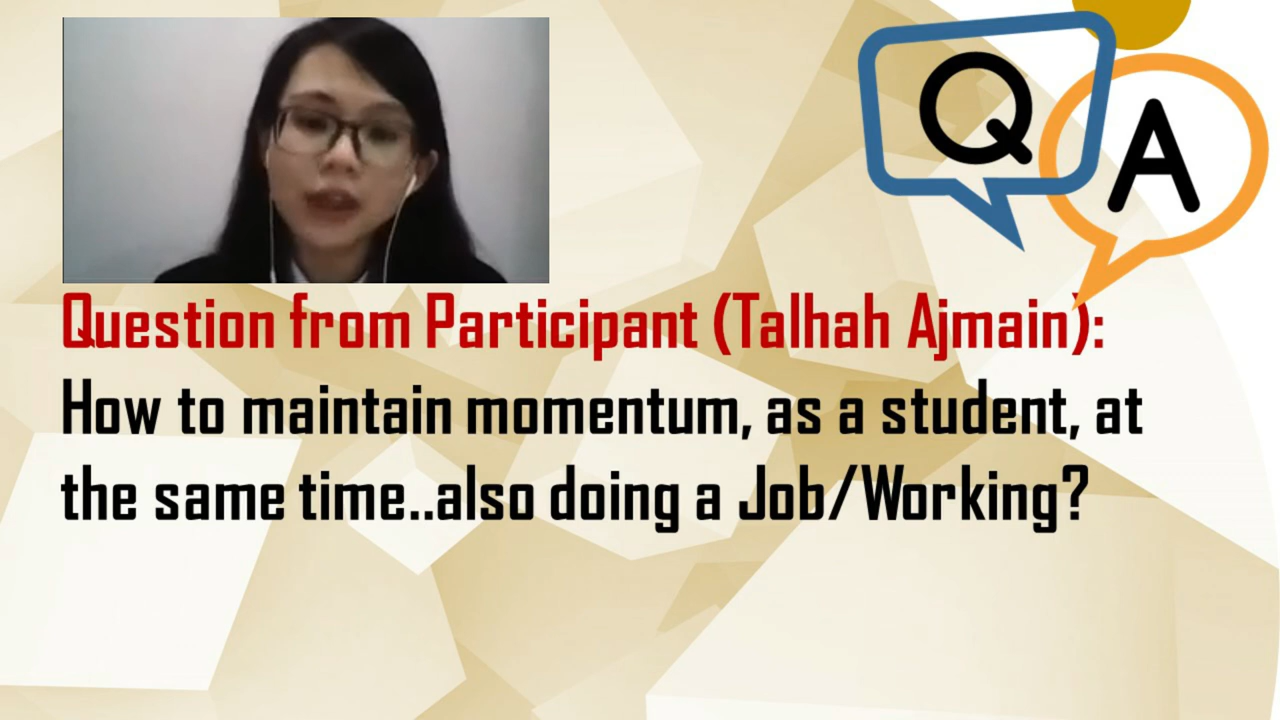 Q A
Question from Participant (Talhah Ajmain):
How to maintain momentum, as a student, at
the same time..also doing a Job/Working?